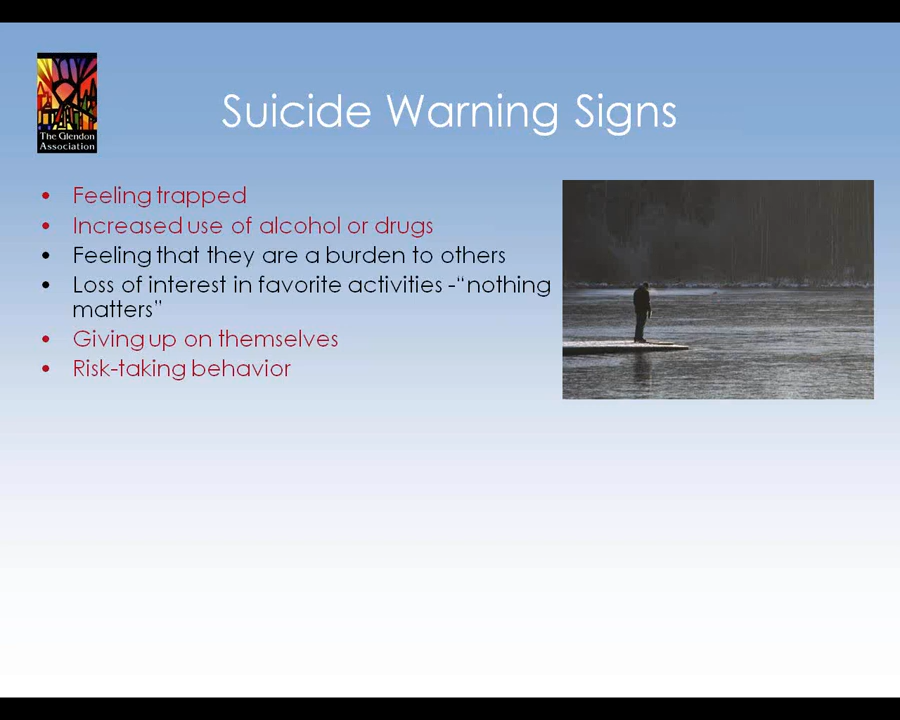 The Glendon
Association
Suicide Warning Signs
• Feeling trapped
• Increased use of alcohol or drugs
• Feeling that they are a burden to others
• Loss of interest in favorite activities -“nothing
matters”
• Giving up on themselves
• Risk-taking behavior